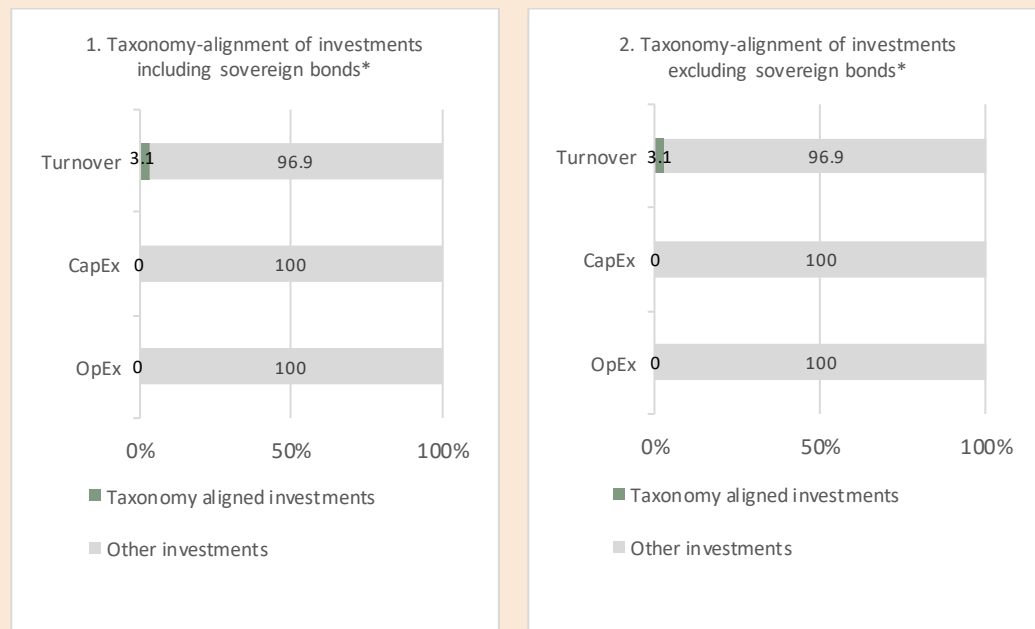 1. Taxonomy-alignment of investments
including sovereign bonds*
Turnover 3.1 96.9
CapEx 0 100
OpEx 0 100
0% 50% 100%
Taxonomy aligned investments
Other investments
2. Taxonomy-alignment of investments
excluding sovereign bonds*
Turnover 3.1 96.9
CapEx 0 100
OpEx 0 100
0% 50% 100%
Taxonomy aligned investments
Other investments